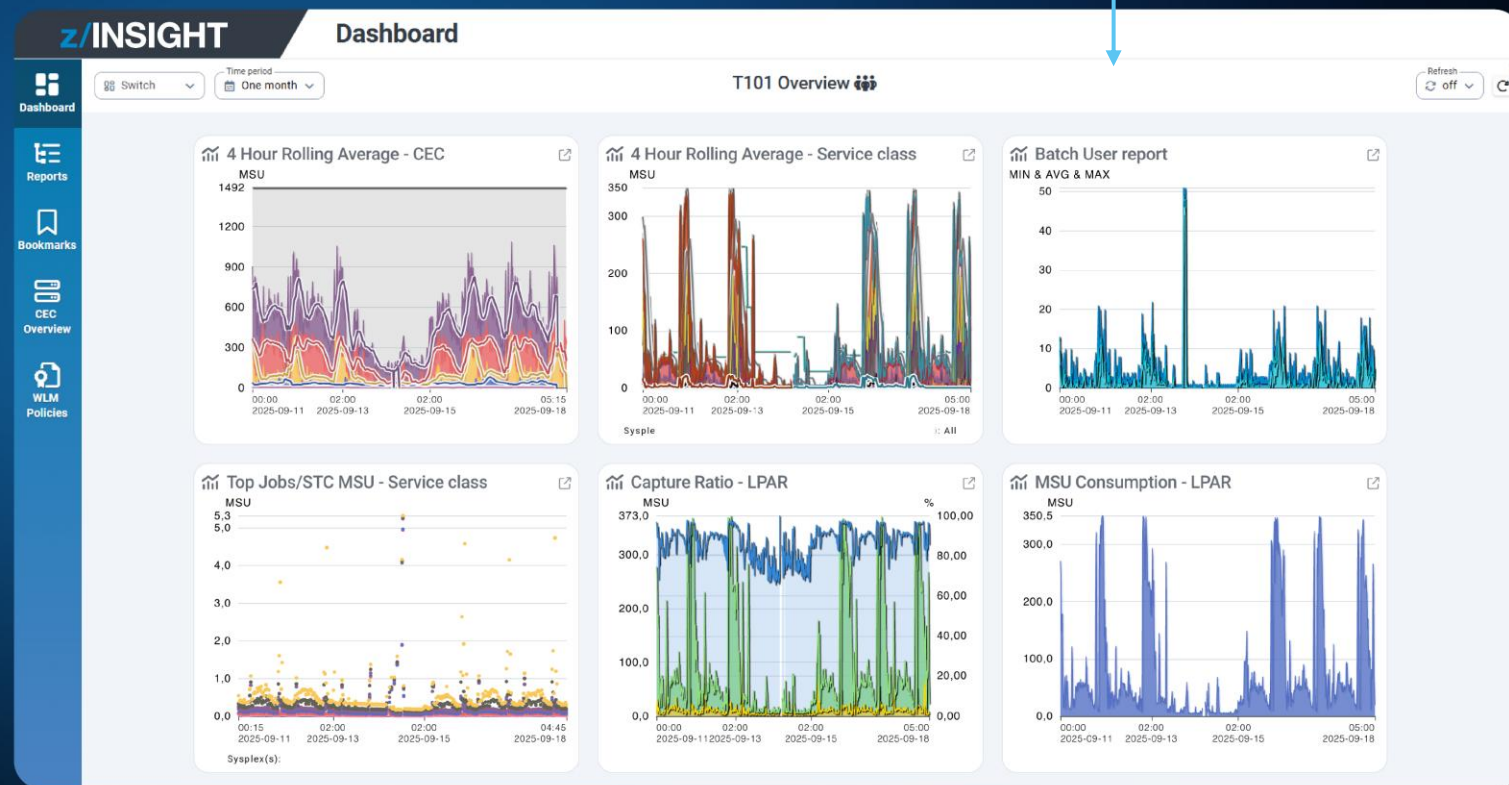 z/INSIGHT
Dashboard
Dashboard
Reports
Bookmarks
CEC
Overview
WLM
Policies
Switch
Time period
One month
T101 Overview
Refresh
off
4 Hour Rolling Average - CEC
MSU
1492
1200
900
600
300
0
00:00 02:00 02:00 05:15
2025-09-11 2025-09-13 2025-09-15 2025-09-18
4 Hour Rolling Average - Service class
MSU
350
300
200
100
0
00:00 02:00 02:00 05:00
2025-09-11 2025-09-13 2025-09-15 2025-09-18
Sysple : All
Batch User report
MIN & AVG & MAX
50
40
30
20
10
0
00:00 02:00 02:00 05:00
2025-09-11 2025-09-13 2025-09-15 2025-09-18
Top Jobs/STC MSU - Service class
MSU
5,3
5,0
4,0
3,0
2,0
1,0
0,0
00:15 02:00 02:00 04:45
2025-09-11 2025-09-13 2025-09-15 2025-09-18
Sysplex(s):
Capture Ratio - LPAR
MSU %
373,0 100,00
300,0 80,00
60,00
200,0
40,00
100,0
20,00
0,0 0,00
00:00 02:00 02:00 05:00
2025-09-11 2025-09-13 2025-09-15 2025-09-18
MSU Consumption - LPAR
MSU
350,5
300,0
200,0
100,0
0,0
00:00 02:00 02:00 05:00
2025-09-11 2025-09-13 2025-09-15 2025-09-18